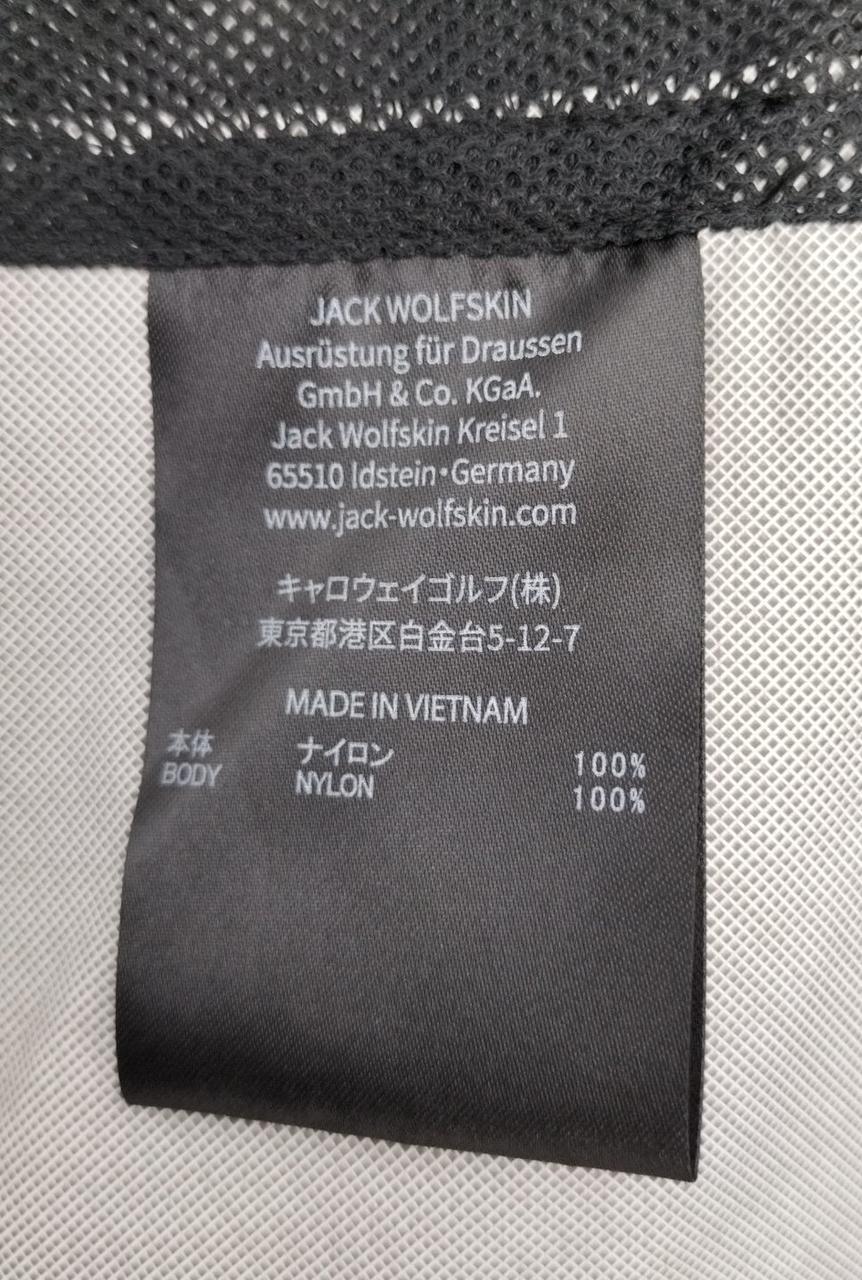 JACK WOLFSKIN
Ausrüstung für Draussen
GmbH & Co. KGaA.
Jack Wolfskin Kreisel 1
65510 Idstein・Germany
www.jack-wolfskin.com
キャロウェイゴルフ(株)
東京都港区白金台5-12-7
MADE IN VIETNAM
本体 ナイロン 100%
BODY NYLON 100%